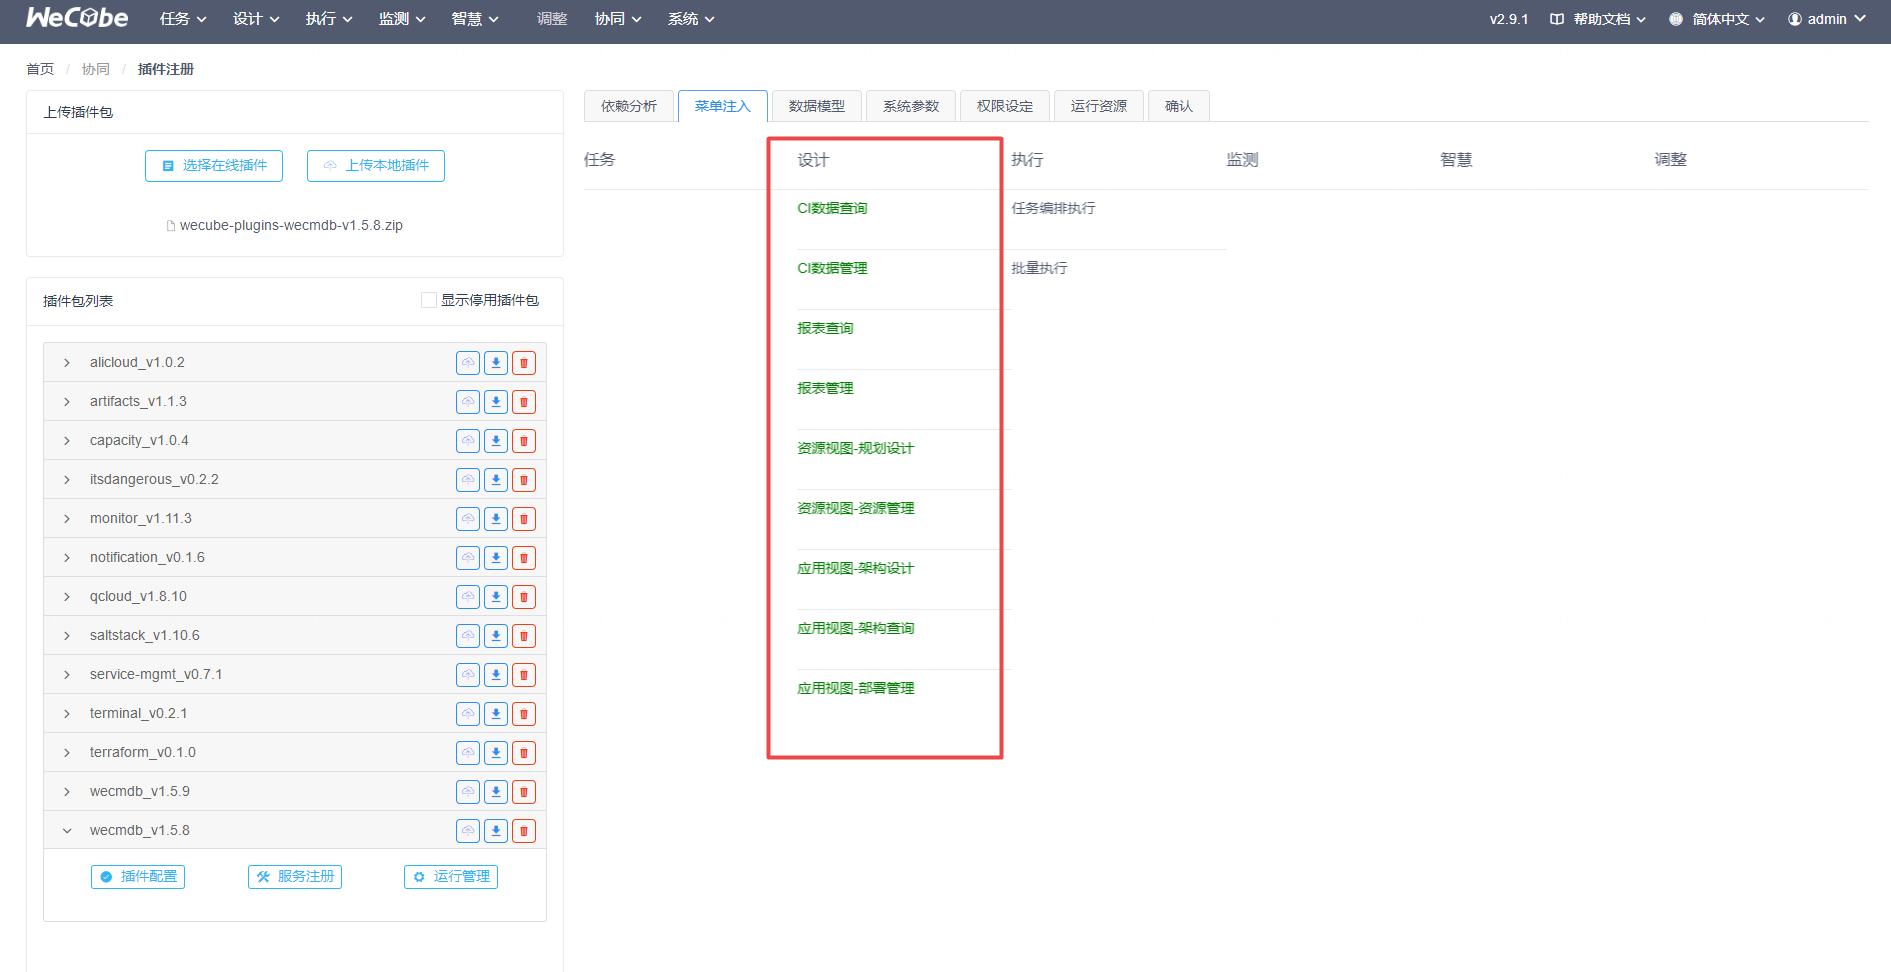 WeCube 任务 设计 执行 监测 智慧 调整 协同 系统 v2.9.1 帮助文档 简体中文 admin
首页 / 协同 / 插件注册
上传插件包
选择在线插件 上传本地插件
wecube-plugins-wecmdb-v1.5.8.zip
插件包列表 显示停用插件包
alicloud_v1.0.2
artifacts_v1.1.3
capacity_v1.0.4
itsdangerous_v0.2.2
monitor_v1.11.3
notification_v0.1.6
qcloud_v1.8.10
saltstack_v1.10.6
service-mgmt_v0.7.1
terminal_v0.2.1
terraform_v0.1.0
wecmdb_v1.5.9
wecmdb_v1.5.8
插件配置 服务注册 运行管理
依赖分析 菜单注入 数据模型 系统参数 权限设定 运行资源 确认
任务 设计 执行 监测 智慧 调整
CI数据查询 任务编排执行
CI数据管理 批量执行
报表查询
报表管理
资源视图-规划设计
资源视图-资源管理
应用视图-架构设计
应用视图-架构查询
应用视图-部署管理